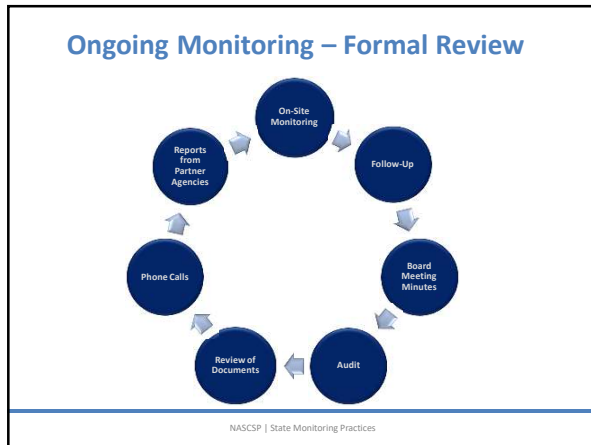 Ongoing Monitoring – Formal Review
On-Site
Monitoring
Follow-Up
Board
Meeting
Minutes
Audit
Review of
Documents
Phone Calls
Reports
from
Partner
Agencies
NASCSP | State Monitoring Practices